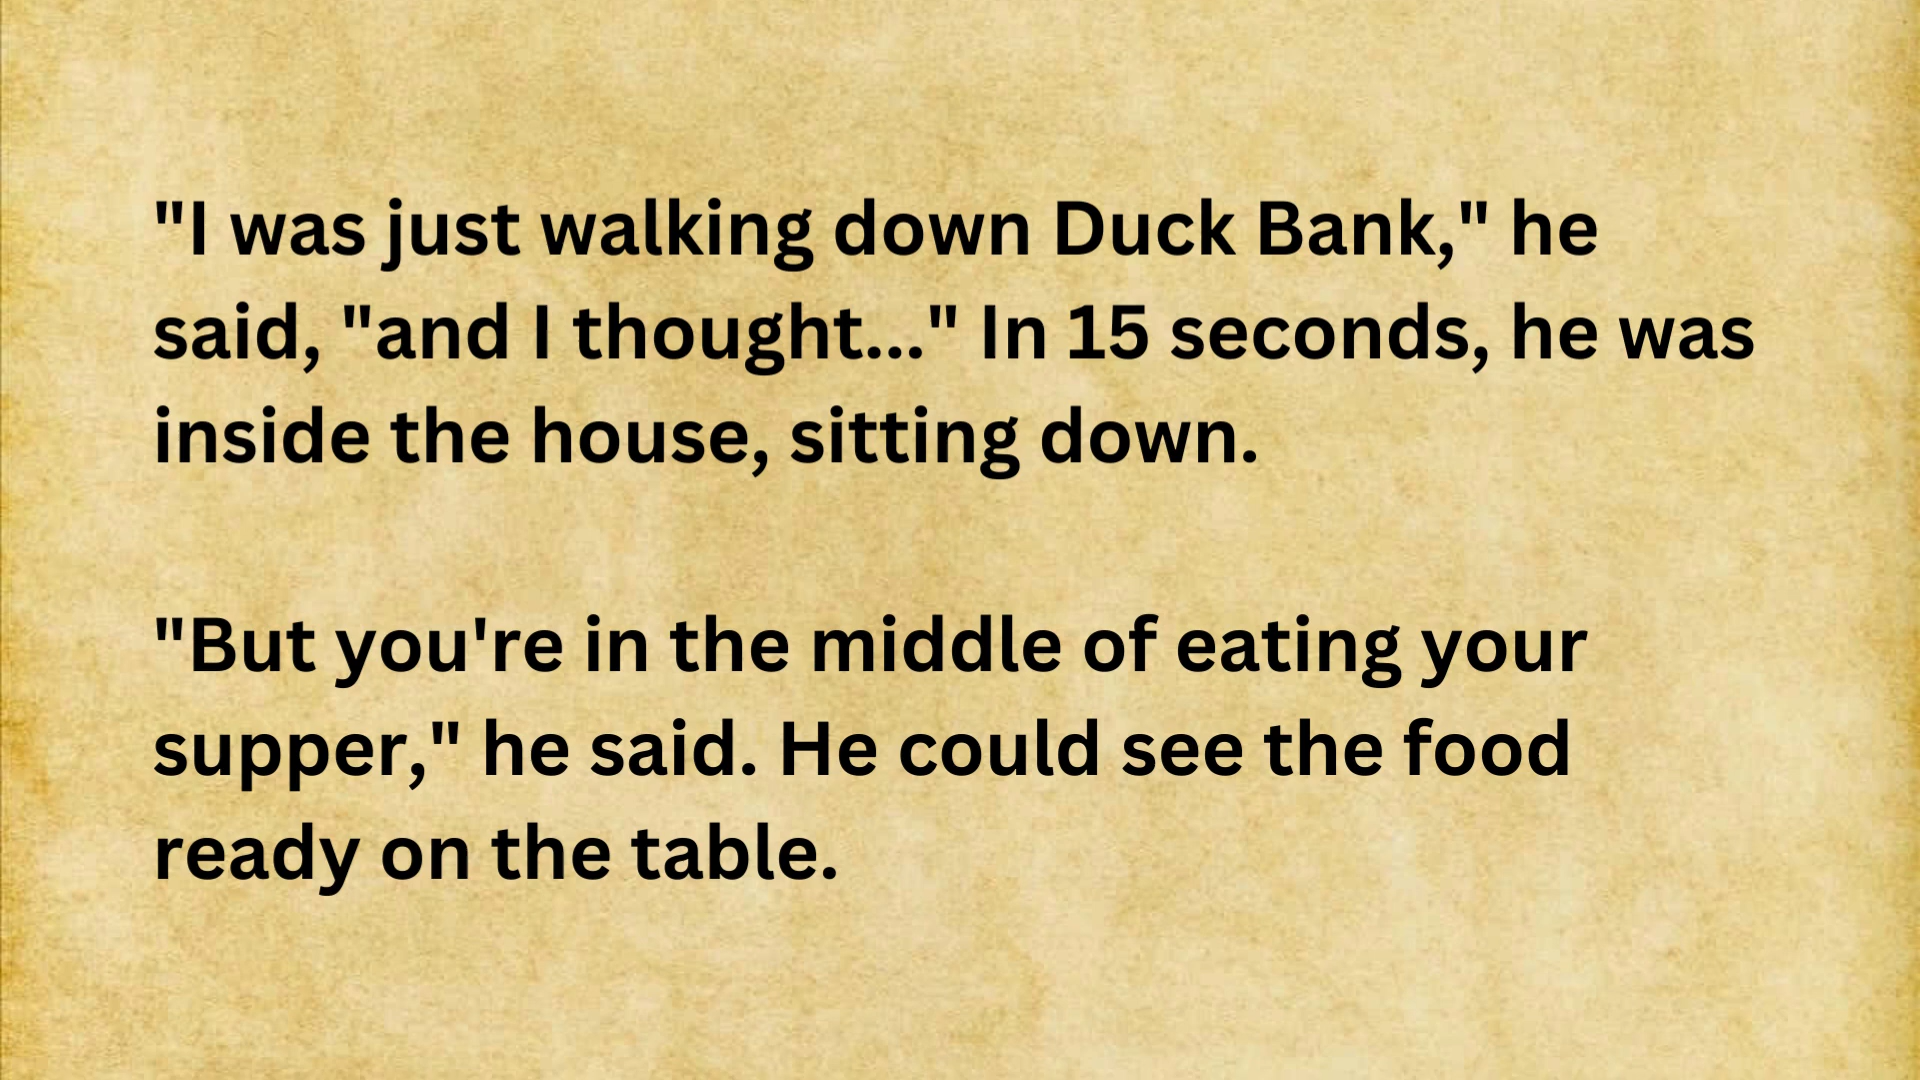 "I was just walking down Duck Bank," he
said, "and I thought..." In 15 seconds, he was
inside the house, sitting down.
"But you're in the middle of eating your
supper," he said. He could see the food
ready on the table.